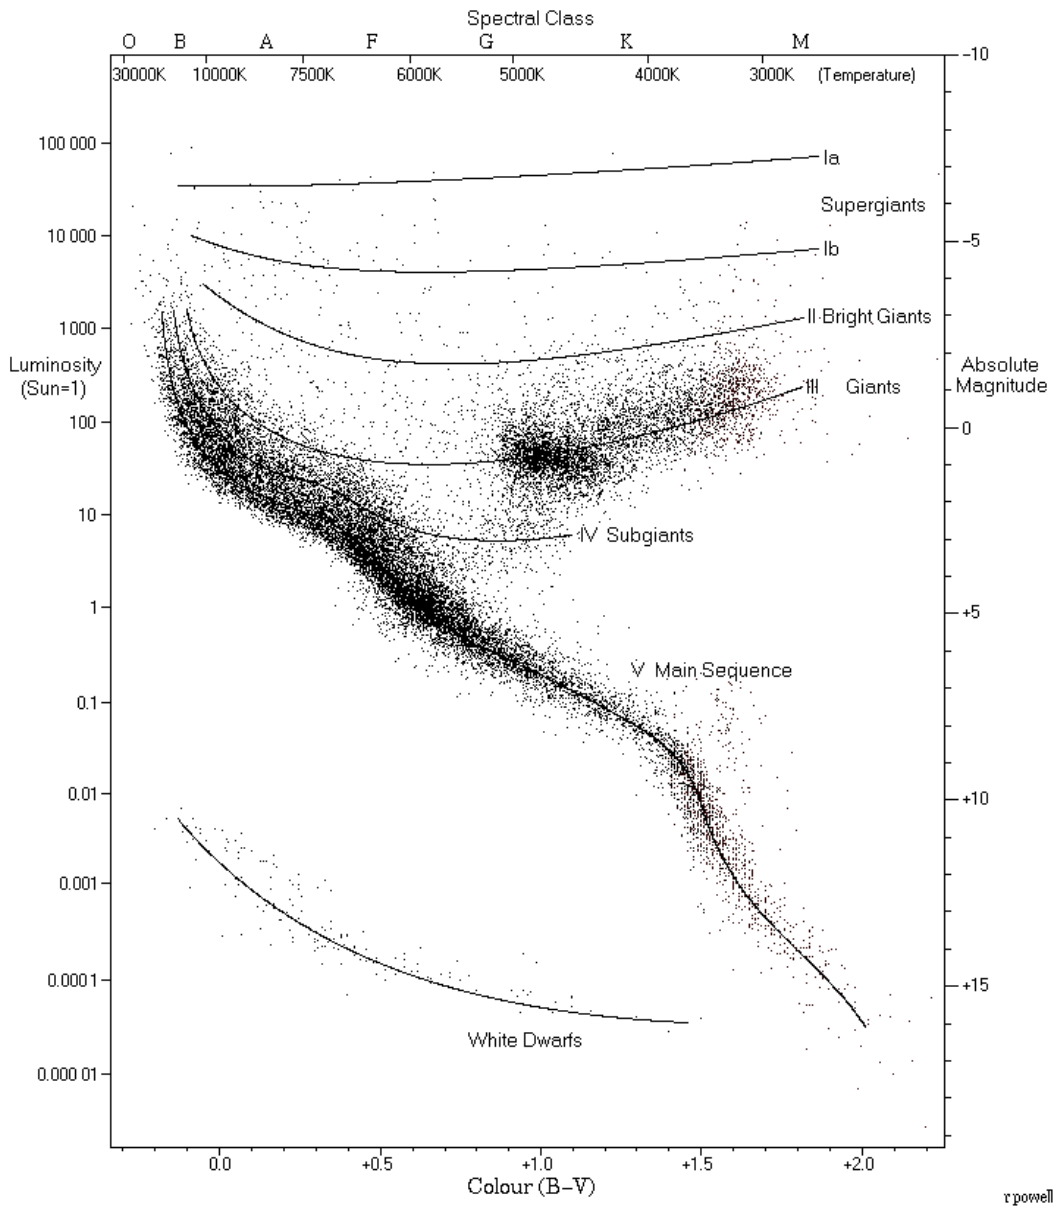 Spectral Class
O B A F G K M
30000K 10000K 7500K 6000K 5000K 4000K 3000K (Temperature)
-10
100 000
Ia
Supergiants
10 000
-5
Ib
1000
II Bright Giants
Luminosity
(Sun=1)
Absolute
Magnitude
III Giants
100
0
10
IV Subgiants
1
+5
V Main Sequence
0.1
0.01
+10
0.001
0.0001
+15
White Dwarfs
0.000 01
0.0 +0.5 +1.0 +1.5 +2.0
Colour (B-V)
r powell